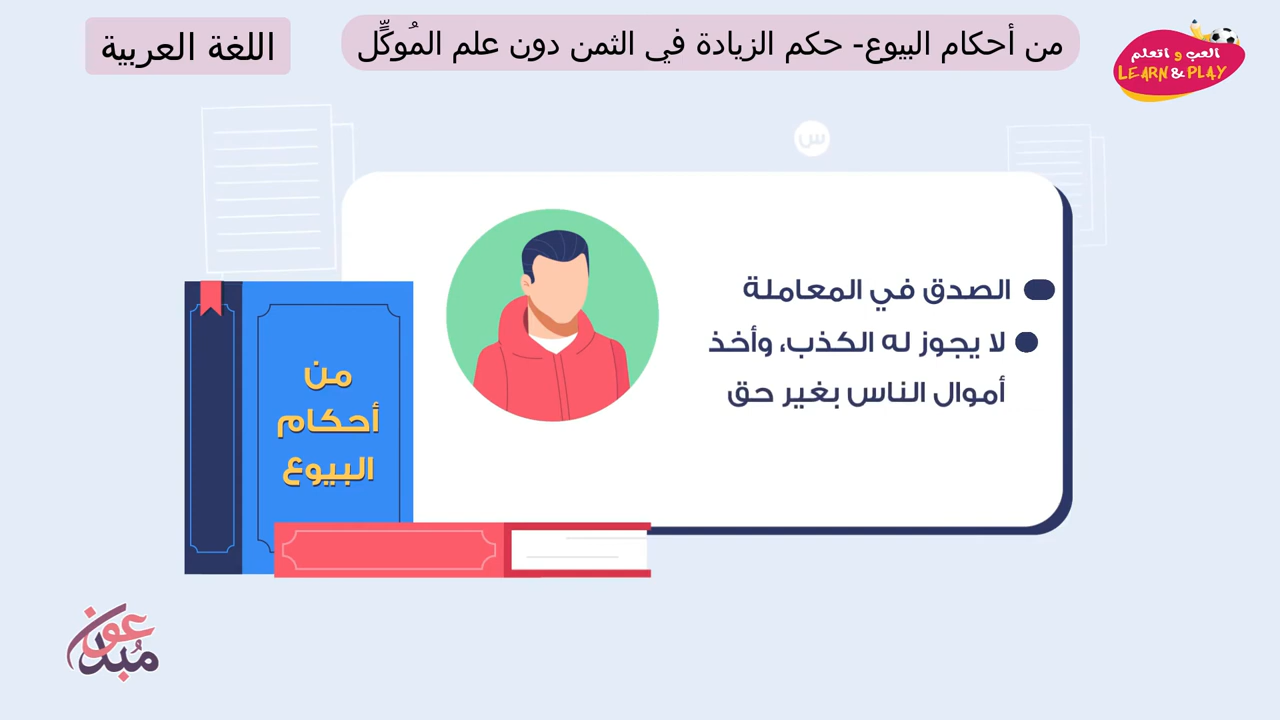 من أحكام البيوع- حكم الزيادة في الثمن دون علم المُوكٍّل
اللغة العربية
العب و اتعلم
LEARN & PLAY
س
الصدق في المعاملة
لا يجوز له الكذب، وأخذ
أموال الناس بغير حق
من
أحكام
البيوع
مُبدعون